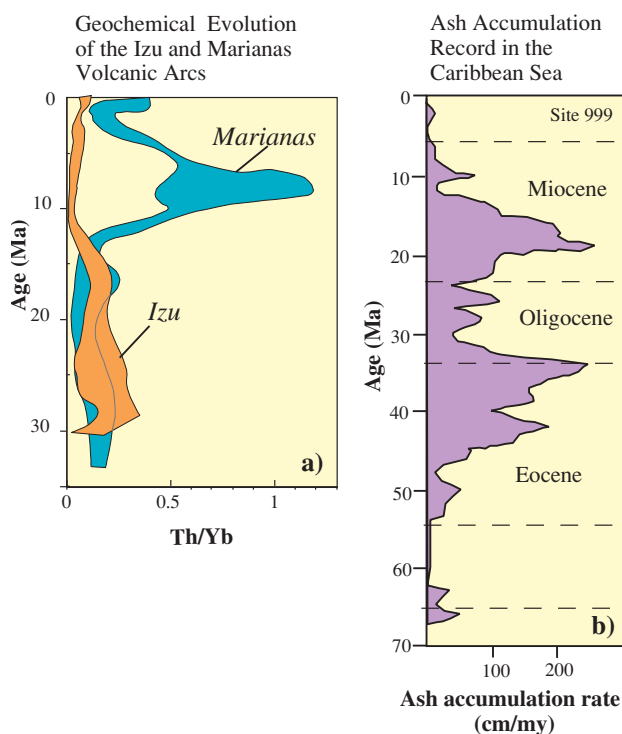 Geochemical Evolution
of the Izu and Marianas
Volcanic Arcs
0
10
20
30
Age (Ma)
Marianas
Izu
a)
0
0.5
1
Th/Yb
Ash Accumulation
Record in the
Caribbean Sea
0
10
20
30
40
50
60
70
Age (Ma)
Site 999
Miocene
Oligocene
Eocene
b)
100
200
Ash accumulation rate
(cm/my)